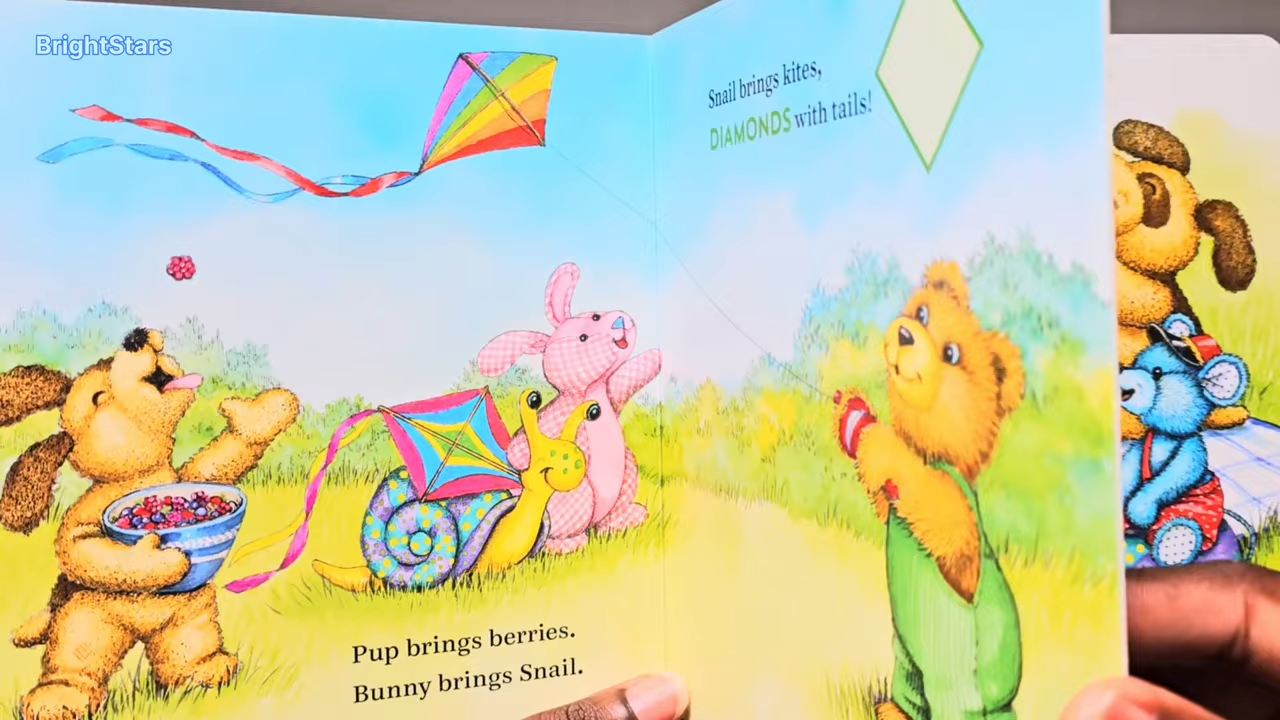 BrightStars
Snail brings kites,
DIAMONDS with tails!
Pup brings berries.
Bunny brings Snail.